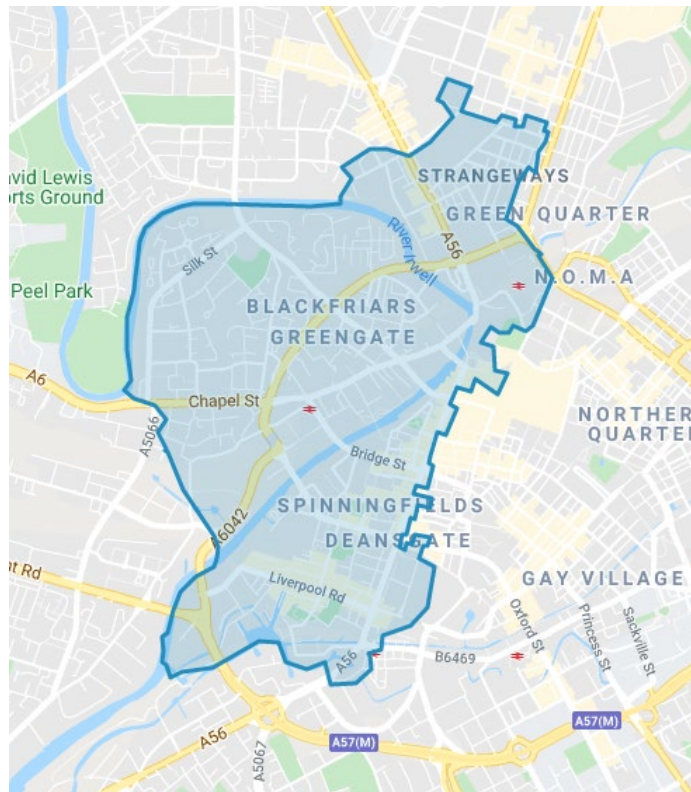 avid Lewis
orts Ground
STRANGEWAYS
GREEN QUARTER
River Irwell
A56
Silk St
N.O.M.A
Peel Park
BLACKFRIARS
GREENGATE
A6
Chapel St
A5066
NORTHER
QUARTE
Bridge St
SPINNINGFIELDS
A6042
DEANSGATE
nt Rd
Liverpool Rd
GAY VILLAGE
Oxford St
Princess St
Sackville St
A56
B6469
A56
A5067
A57(M)
A57(M)